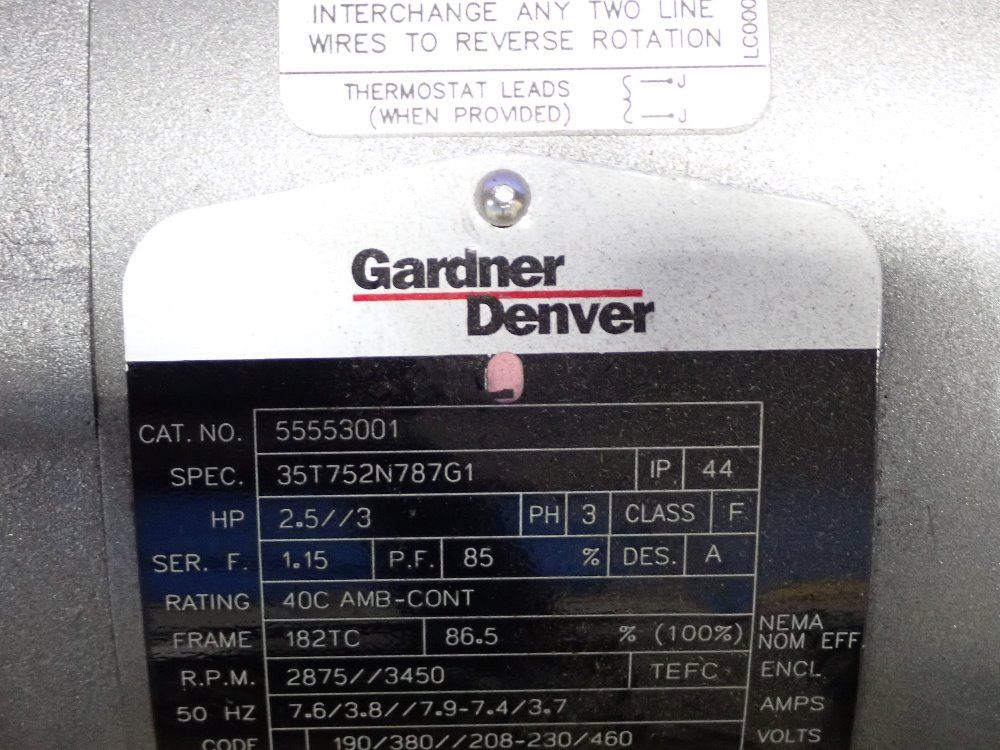 INTERCHANGE ANY TWO LINE
WIRES TO REVERSE ROTATION
LC000
THERMOSTAT LEADS J
(WHEN PROVIDED) J
Gardner
Denver
CAT. NO. 55553001
SPEC. 35T752N787G1 IP 44
HP 2.5//3 PH 3 CLASS F
SER. F. 1.15 P.F. 85 % DES. A
RATING 40C AMB-CONT
FRAME 182TC 86.5 % (100%) NEMA
NOM EFF.
R.P.M. 2875//3450 TEFC ENCL
50 HZ 7.6/3.8//7.9-7.4/3.7 AMPS
CODE 190/380//208-230/460 VOLTS